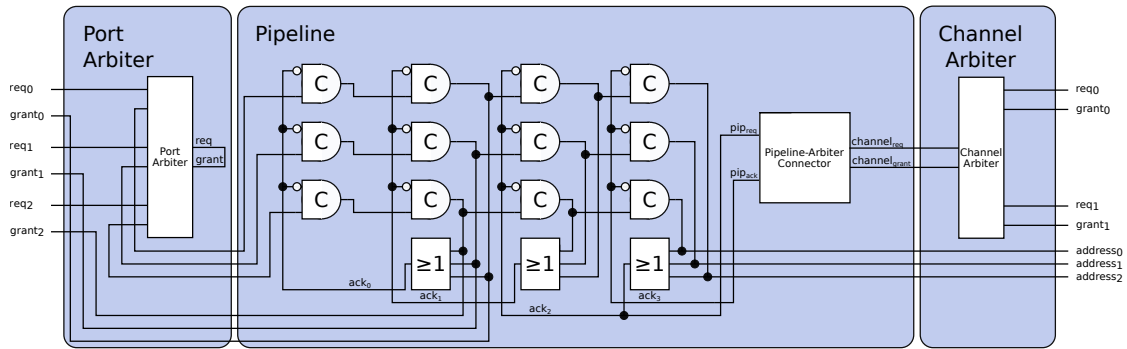 Port
Arbiter
Pipeline
Channel
Arbiter
C C C C
req0
req0
grant0
grant0
req
pipreq
C C C C
req1
Port
Arbiter
grant
Pipeline-Arbiter
Connector
channelreq
channelgrant
Channel
Arbiter
grant1
pipack
C C C C
req2
req1
grant2
grant1
≥1 ≥1 ≥1
address0
address1
address2
ack0
ack1
ack2
ack3